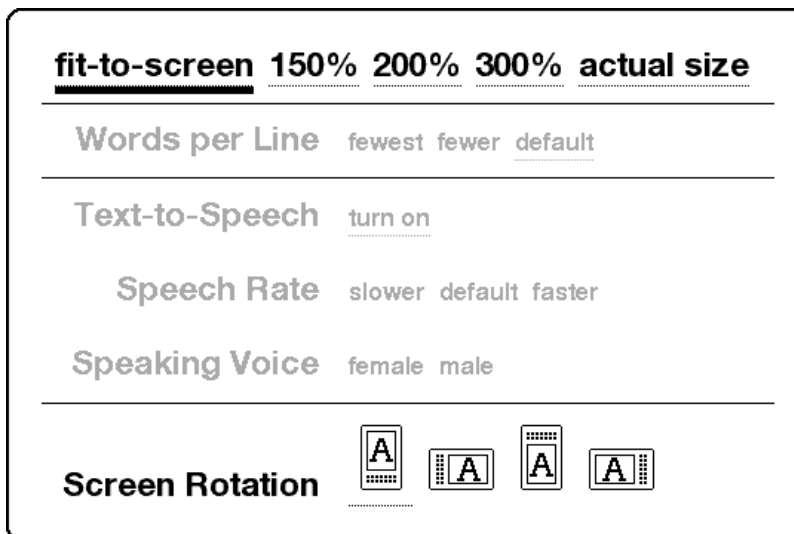 fit-to-screen 150% 200% 300% actual size
Words per Line fewest fewer default
Text-to-Speech turn on
Speech Rate slower default faster
Speaking Voice female male
A A A A
Screen Rotation